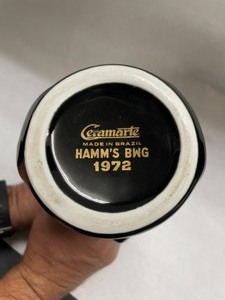 Ceramarte
MADE IN BRAZIL
HAMM'S BWG
1972